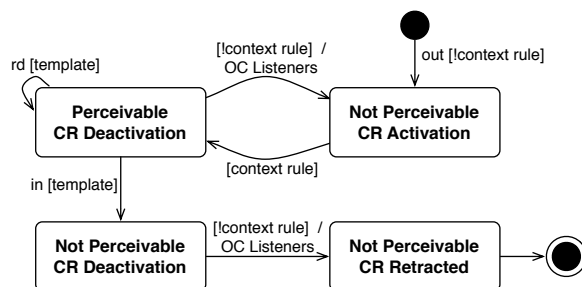 [!context rule]  /
OC Listeners
out [!context rule]
rd [template]
Perceivable
CR Deactivation
Not Perceivable
CR Activation
[context rule]
in [template]
[!context rule]  /
OC Listeners
Not Perceivable
CR Deactivation
Not Perceivable
CR Retracted